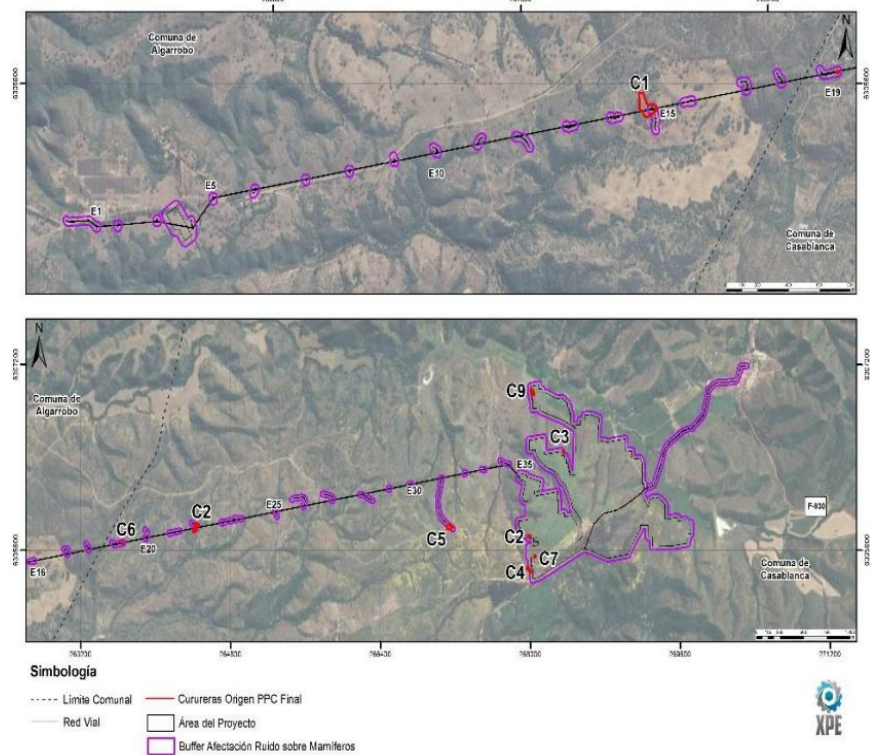 Comuna de
Algarrobo
N
C1
E15
E19
E5
E10
E1
Comuna de
Casablanca
N
Comuna de
Algarrobo
C9
C3
E35
E30
E25
C2
C6
E20
C5
C2
C7
C4
E16
F-830
Comuna de
Casablanca
Simbología
Límite Comunal
Red Vial
Curureras Origen PPC Final
Área del Proyecto
Buffer Afectación Ruido sobre Mamíferos
XPE